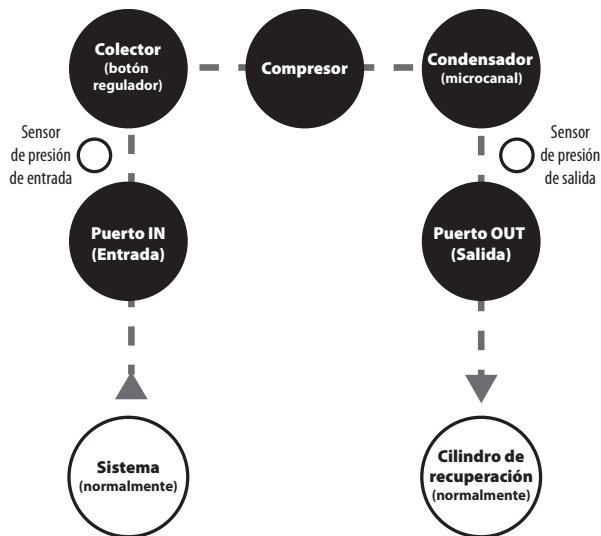 Colector
(botón
regulador)
Compresor
Condensador
(microcanal)
Sensor
de presión
de entrada
Sensor
de presión
de salida
Puerto IN
(Entrada)
Puerto OUT
(Salida)
Sistema
(normalmente)
Cilindro de
recuperación
(normalmente)